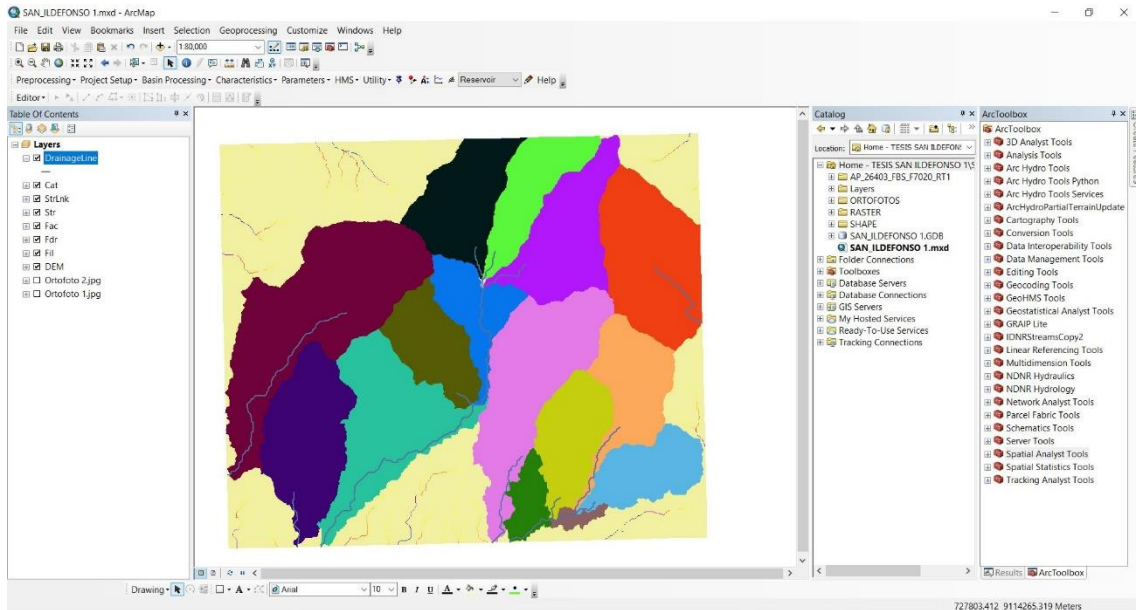 SAN_ILDEFONSO 1.mxd - ArcMap
File Edit View Bookmarks Insert Selection Geoprocessing Customize Windows Help
1:80,000
Preprocessing Project Setup Basin Processing Characteristics Parameters HMS Utility Reservoir Help
Editor
Table Of Contents
Layers
DrainageLine
Cat
StrLnk
Str
Fac
Fdr
Fil
DEM
Ortofoto 2.jpg
Ortofoto 1.jpg
Catalog
Location: Home - TESIS SAN ILDEFON
Home - TESIS SAN ILDEFONSO 1\S
AP_26403_FBS_F7020_RT1
Layers
ORTOFOTOS
RASTER
SHAPE
SAN_ILDEFONSO 1.GDB
SAN_ILDEFONSO 1.mxd
Folder Connections
Toolboxes
Database Servers
Database Connections
GIS Servers
My Hosted Services
Ready-To-Use Services
Tracking Connections
ArcToolbox
ArcToolbox
3D Analyst Tools
Analysis Tools
Arc Hydro Tools
Arc Hydro Tools Python
Arc Hydro Tools Services
ArcHydroPartialTerrainUpdate
Cartography Tools
Conversion Tools
Data Interoperability Tools
Data Management Tools
Editing Tools
Geocoding Tools
GeoHMS Tools
Geostatistical Analyst Tools
GRAIP Lite
IDNRStreamsCopy2
Linear Referencing Tools
Multidimension Tools
NDNR Hydraulics
NDNR Hydrology
Network Analyst Tools
Parcel Fabric Tools
Schematics Tools
Server Tools
Spatial Analyst Tools
Spatial Statistics Tools
Tracking Analyst Tools
Results ArcToolbox
Drawing Arial 10 B I U A
727803.412 9114265.319 Meters